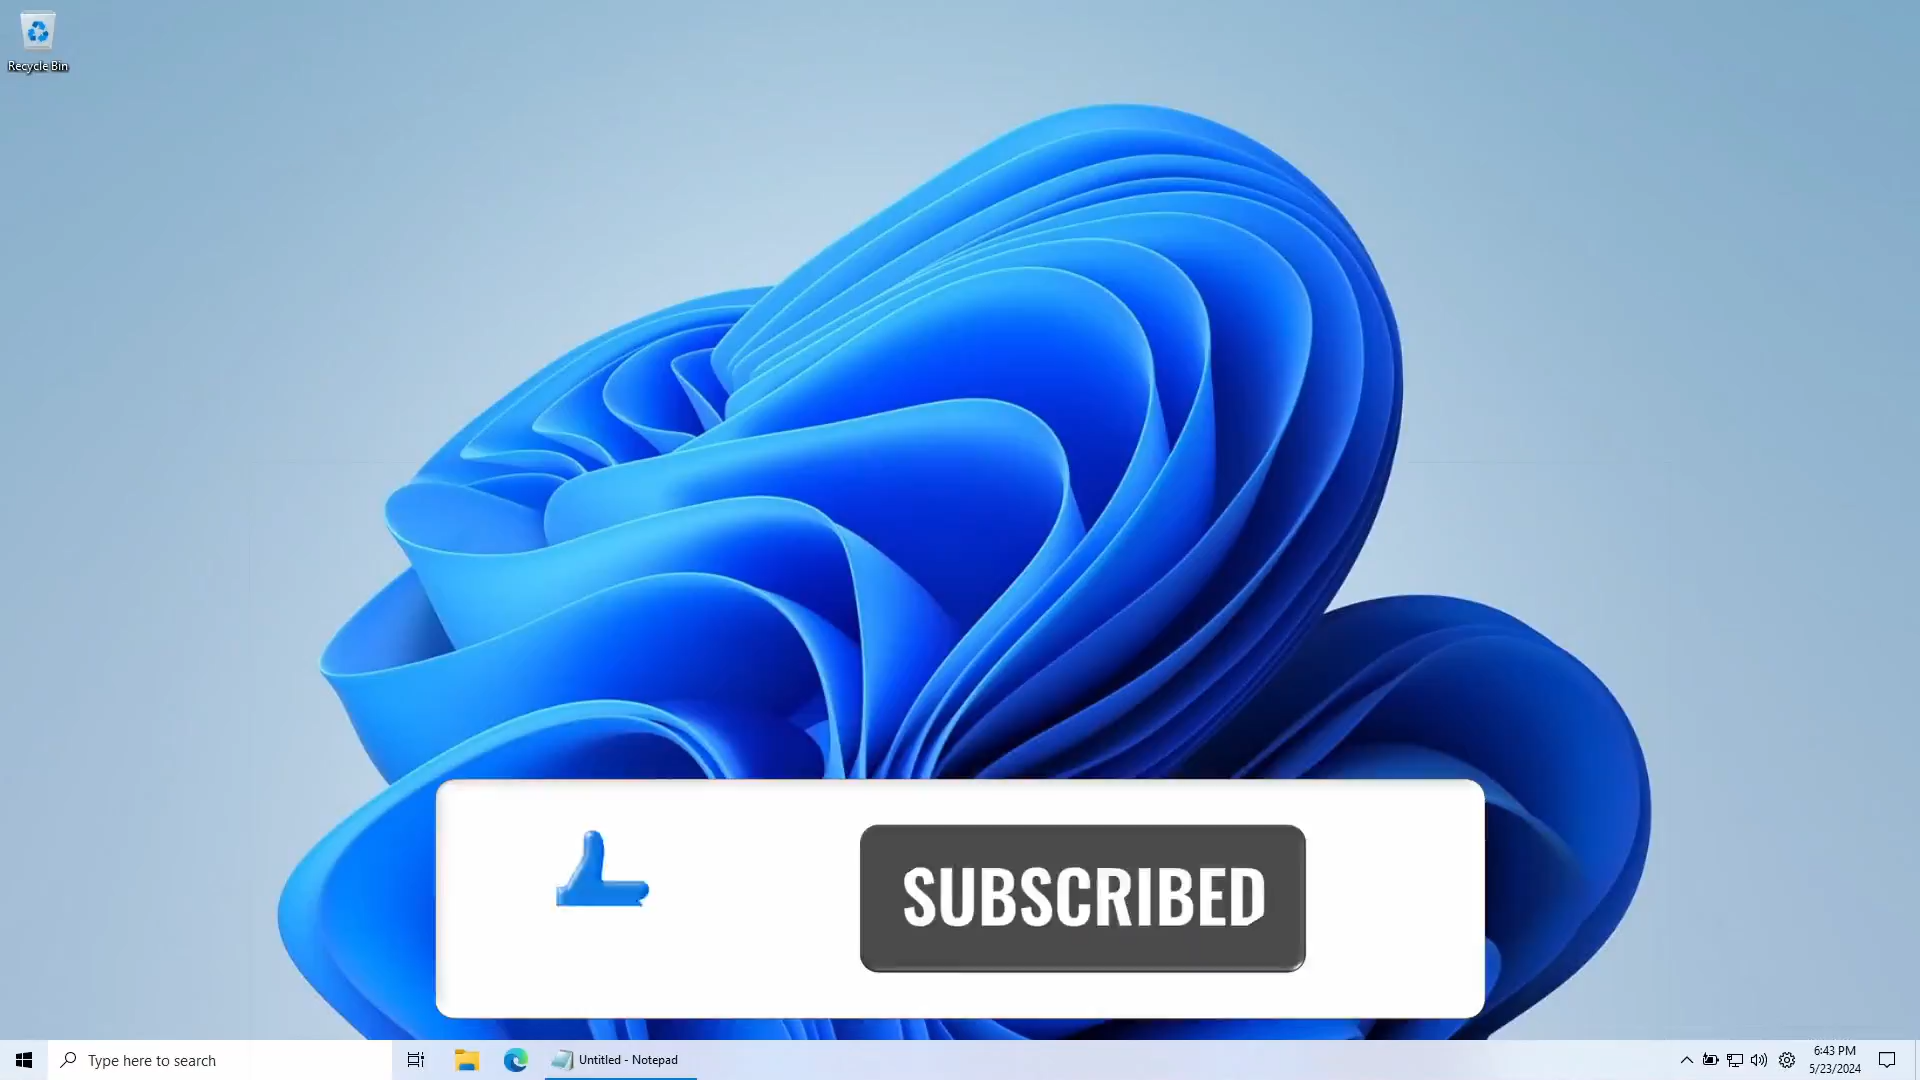 Recycle Bin
SUBSCRIBED
Type here to search
Untitled - Notepad
6:43 PM
5/23/2024